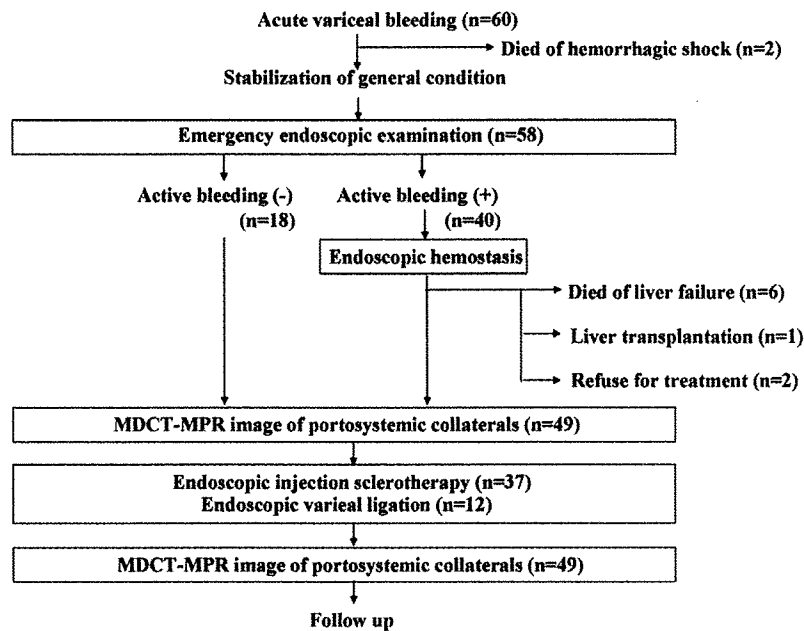 Acute variceal bleeding (n=60)
Died of hemorrhagic shock (n=2)
Stabilization of general condition
Emergency endoscopic examination (n=58)
Active bleeding (-)
(n=18)
Active bleeding (+)
(n=40)
Endoscopic hemostasis
Died of liver failure (n=6)
Liver transplantation (n=1)
Refuse for treatment (n=2)
MDCT-MPR image of portosystemic collaterals (n=49)
Endoscopic injection sclerotherapy (n=37)
Endoscopic varieal ligation (n=12)
MDCT-MPR image of portosystemic collaterals (n=49)
Follow up